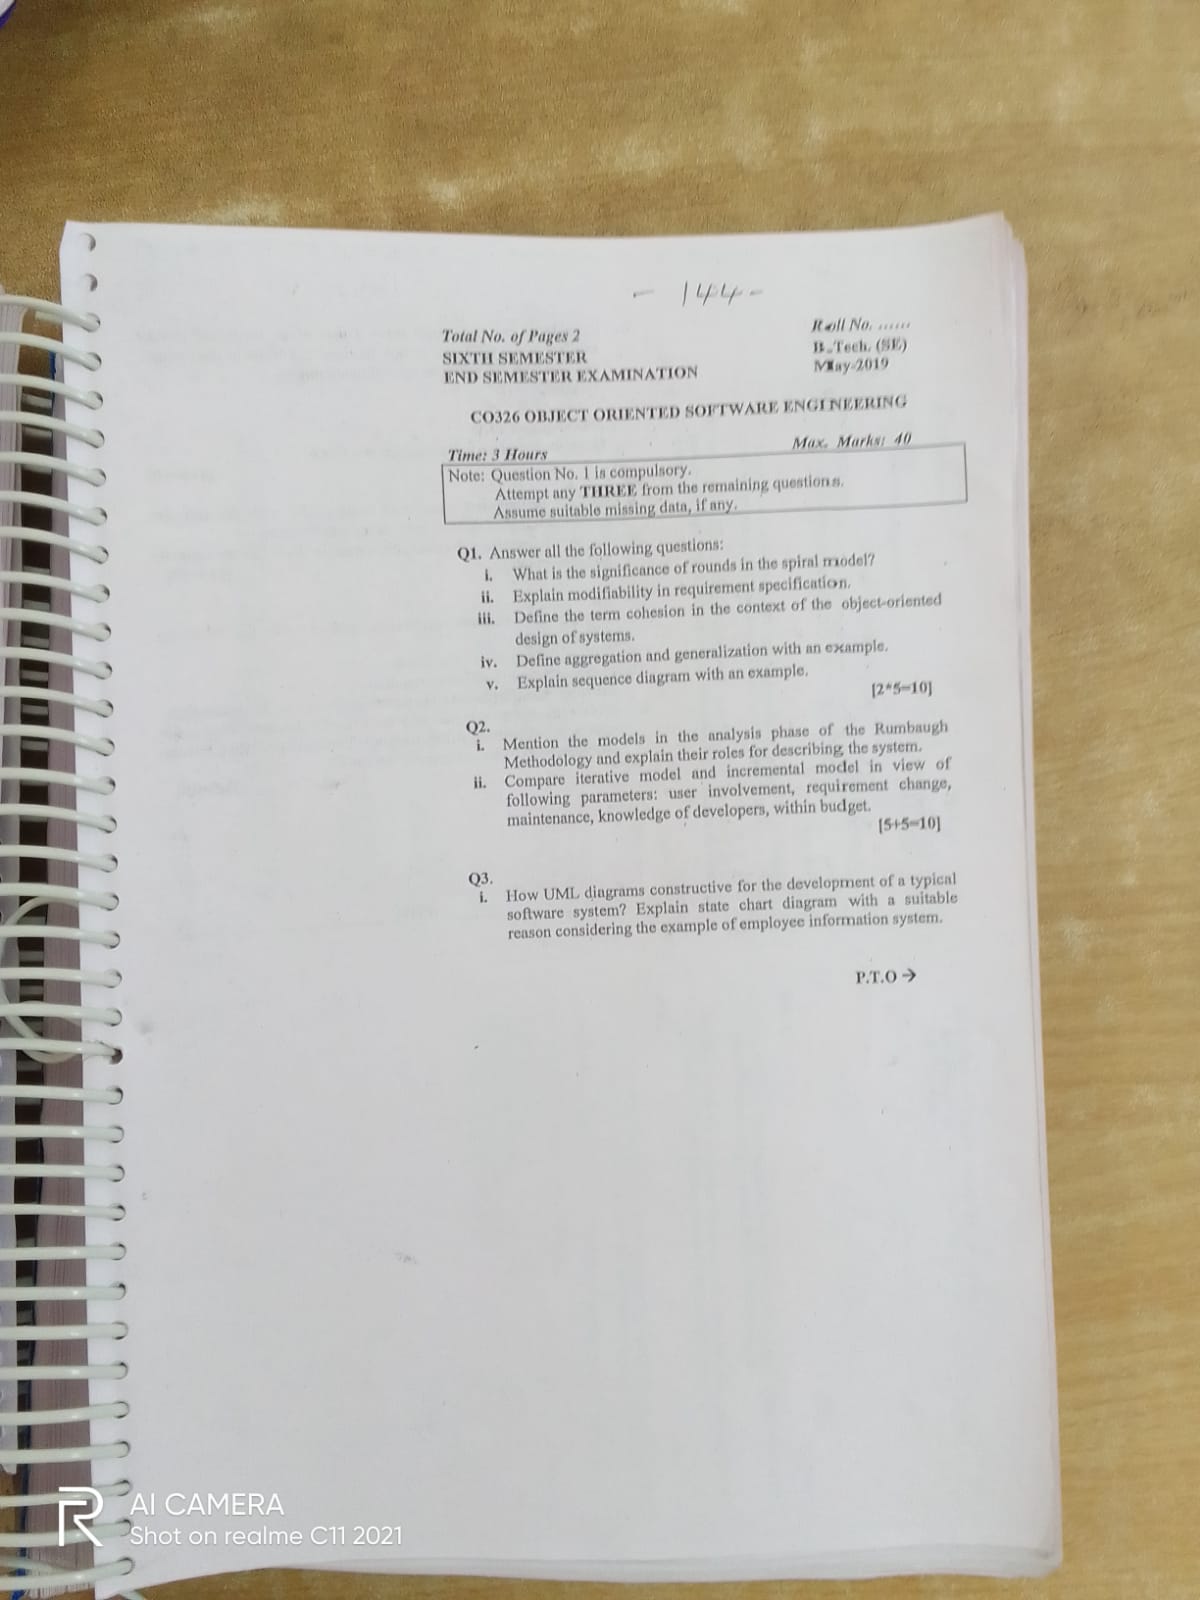 - 144-
Total No. of Pages 2
Roll No. ......
SIXTH SEMESTER
B.Tech. (SE)
END SEMESTER EXAMINATION
May-2019
CO326 OBJECT ORIENTED SOFTWARE ENGINEERING
Time: 3 Hours
Max. Marks: 40
Note: Question No. 1 is compulsory.
Attempt any THREE from the remaining questions.
Assume suitable missing data, if any.
Q1. Answer all the following questions:
i. What is the significance of rounds in the spiral model?
ii. Explain modifiability in requirement specification.
iii. Define the term cohesion in the context of the object-oriented
design of systems.
iv. Define aggregation and generalization with an example.
v. Explain sequence diagram with an example.
[2*5=10]
Q2.
i. Mention the models in the analysis phase of the Rumbaugh
Methodology and explain their roles for describing the system.
ii. Compare iterative model and incremental model in view of
following parameters: user involvement, requirement change,
maintenance, knowledge of developers, within budget.
[5+5=10]
Q3.
i. How UML diagrams constructive for the development of a typical
software system? Explain state chart diagram with a suitable
reason considering the example of employee information system.
P.T.O →
R AI CAMERA
Shot on realme C11 2021